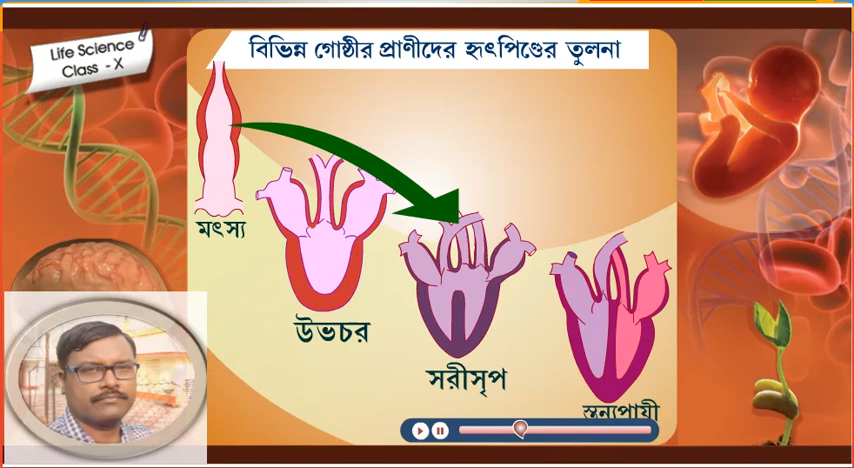 Life Science
Class - X
বিভিন্ন গোষ্ঠীর প্রাণীদের হৃৎপিণ্ডের তুলনা
মৎস্য
উভচর
সরীসৃপ
স্তন্যপায়ী